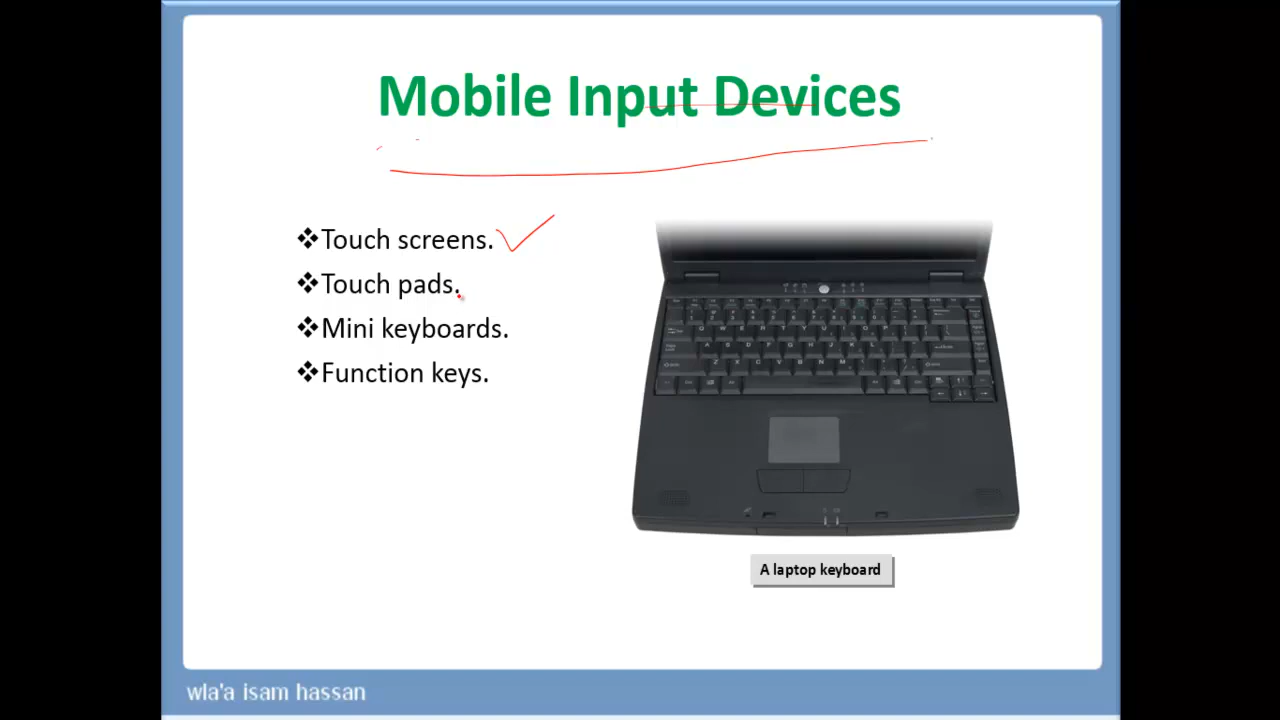 Mobile Input Devices
❖Touch screens.
❖Touch pads.
❖Mini keyboards.
❖Function keys.
A laptop keyboard
wla'a isam hassan